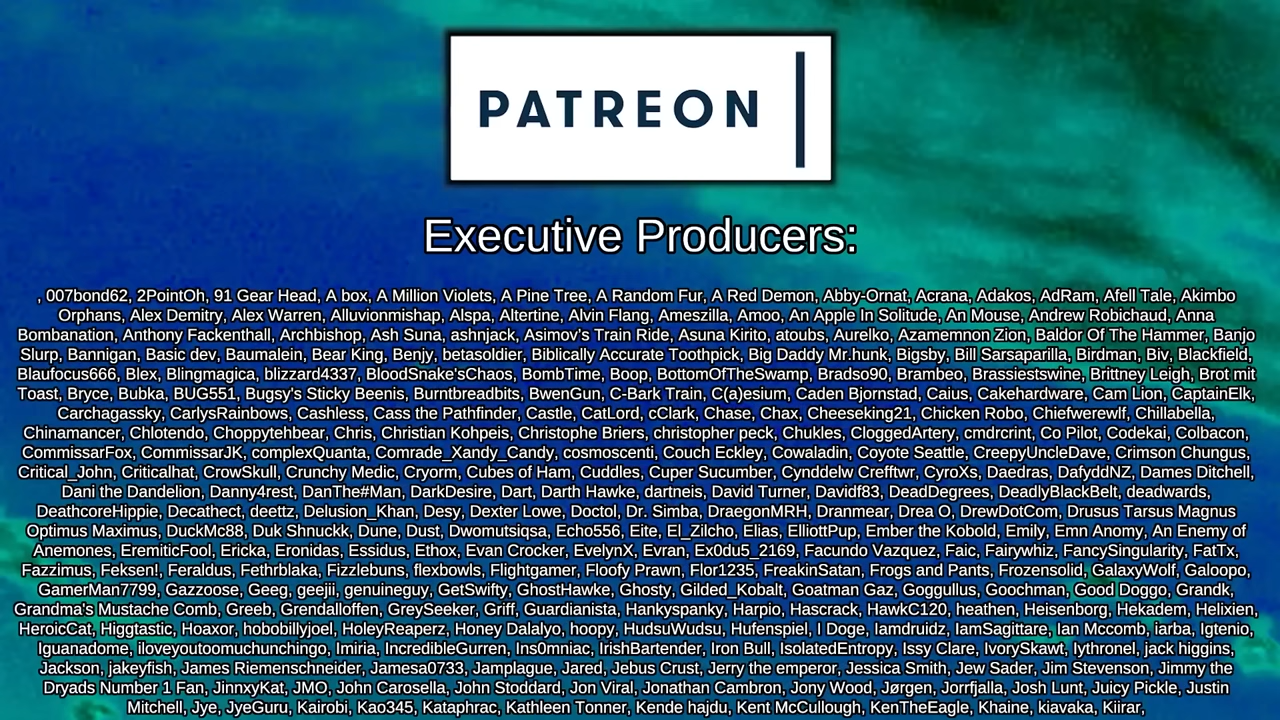 PATREON
Executive Producers:
, 007bond62, 2PointOh, 91 Gear Head, A box, A Million Violets, A Pine Tree, A Random Fur, A Red Demon, Abby-Ornat, Acrana, Adakos, AdRam, Afell Tale, Akimbo
Orphans, Alex Demitry, Alex Warren, Alluvionmishap, Alspa, Altertine, Alvin Flang, Ameszilla, Amoo, An Apple In Solitude, An Mouse, Andrew Robichaud, Anna
Bombanation, Anthony Fackenthall, Archbishop, Ash Suna, ashnjack, Asimov's Train Ride, Asuna Kirito, atoubs, Aurelko, Azamemnon Zion, Baldor Of The Hammer, Banjo
Slurp, Bannigan, Basic dev, Baumalein, Bear King, Benjy, betasoldier, Biblically Accurate Toothpick, Big Daddy Mr.hunk, Bigsby, Bill Sarsaparilla, Birdman, Biv, Blackfield,
Blaufocus666, Blex, Blingmagica, blizzard4337, BloodSnake'sChaos, BombTime, Boop, BottomOfTheSwamp, Bradso90, Brambeo, Brassiestswine, Brittney Leigh, Brot mit
Toast, Bryce, Bubka, BUG551, Bugsy's Sticky Beenis, Burntbreadbits, BwenGun, C-Bark Train, C(a)esium, Caden Bjornstad, Caius, Cakehardware, Cam Lion, CaptainElk,
Carchagassky, CarlysRainbows, Cashless, Cass the Pathfinder, Castle, CatLord, cClark, Chase, Chax, Cheeseking21, Chicken Robo, Chiefwerewlf, Chillabella,
Chinamancer, Chlotendo, Choppytehbear, Chris, Christian Kohpeis, Christophe Briers, christopher peck, Chukles, CloggedArtery, cmdrcrint, Co Pilot, Codekai, Colbacon,
CommissarFox, CommissarJK, complexQuanta, Comrade_Xandy_Candy, cosmoscenti, Couch Eckley, Cowaladin, Coyote Seattle, CreepyUncleDave, Crimson Chungus,
Critical_John, Criticalhat, CrowSkull, Crunchy Medic, Cryorm, Cubes of Ham, Cuddles, Cuper Sucumber, Cynddelw Crefftwr, CyroXs, Daedras, DafyddNZ, Dames Ditchell,
Dani the Dandelion, Danny4rest, DanThe#Man, DarkDesire, Dart, Darth Hawke, dartneis, David Turner, Davidf83, DeadDegrees, DeadlyBlackBelt, deadwards,
DeathcoreHippie, Decathect, deettz, Delusion_Khan, Desy, Dexter Lowe, Doctol, Dr. Simba, DraegonMRH, Dranmear, Drea O, DrewDotCom, Drusus Tarsus Magnus
Optimus Maximus, DuckMc88, Duk Shnuckk, Dune, Dust, Dwomutsiqsa, Echo556, Eite, El_Zilcho, Elias, ElliottPup, Ember the Kobold, Emily, Emn Anomy, An Enemy of
Anemones, EremiticFool, Ericka, Eronidas, Essidus, Ethox, Evan Crocker, EvelynX, Evran, Ex0du5_2169, Facundo Vazquez, Faic, Fairywhiz, FancySingularity, FatTx,
Fazzimus, Feksen!, Feraldus, Fethrblaka, Fizzlebuns, flexbowls, Flightgamer, Floofy Prawn, Flor1235, FreakinSatan, Frogs and Pants, Frozensolid, GalaxyWolf, Galoopo,
GamerMan7799, Gazzoose, Geeg, geejii, genuineguy, GetSwifty, GhostHawke, Ghosty, Gilded_Kobalt, Goatman Gaz, Goggullus, Goochman, Good Doggo, Grandk,
Grandma's Mustache Comb, Greeb, Grendalloffen, GreySeeker, Griff, Guardianista, Hankyspanky, Harpio, Hascrack, HawkC120, heathen, Heisenborg, Hekadem, Helixien,
HeroicCat, Higgtastic, Hoaxor, hobobillyjoel, HoleyReaperz, Honey Dalalyo, hoopy, HudsuWudsu, Hufenspiel, I Doge, Iamdruidz, IamSagittare, Ian Mccomb, iarba, Igtenio,
Iguanadome, iloveyoutoomuchunchingo, Imiria, IncredibleGurren, Ins0mniac, IrishBartender, Iron Bull, IsolatedEntropy, Issy Clare, IvorySkawt, Iythronel, jack higgins,
Jackson, jakeyfish, James Riemenschneider, Jamesa0733, Jamplague, Jared, Jebus Crust, Jerry the emperor, Jessica Smith, Jew Sader, Jim Stevenson, Jimmy the
Dryads Number 1 Fan, JinnxyKat, JMO, John Carosella, John Stoddard, Jon Viral, Jonathan Cambron, Jony Wood, Jørgen, Jorrfjalla, Josh Lunt, Juicy Pickle, Justin
Mitchell, Jye, JyeGuru, Kairobi, Kao345, Kataphrac, Kathleen Tonner, Kende hajdu, Kent McCullough, KenTheEagle, Khaine, kiavaka, Kiirar,